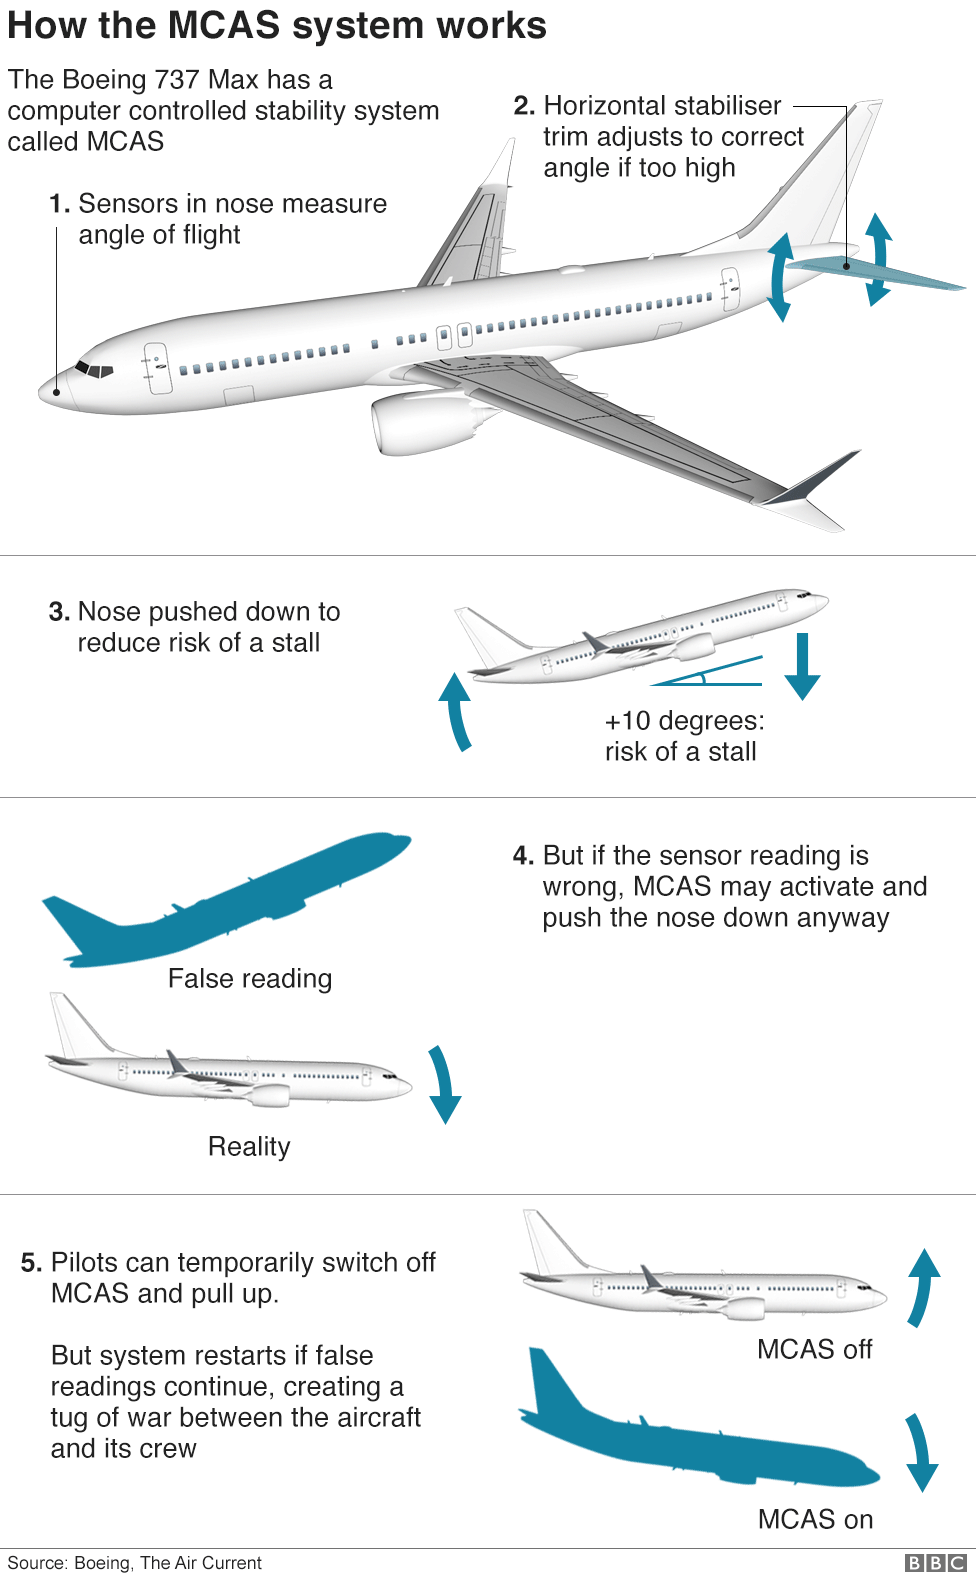 How the MCAS system works
The Boeing 737 Max has a
computer controlled stability system
called MCAS
1. Sensors in nose measure
angle of flight
2. Horizontal stabiliser
trim adjusts to correct
angle if too high
3. Nose pushed down to
reduce risk of a stall
+10 degrees:
risk of a stall
4. But if the sensor reading is
wrong, MCAS may activate and
push the nose down anyway
False reading
Reality
5. Pilots can temporarily switch off
MCAS and pull up.
But system restarts if false
readings continue, creating a
tug of war between the aircraft
and its crew
MCAS off
MCAS on
Source: Boeing, The Air Current
BBC